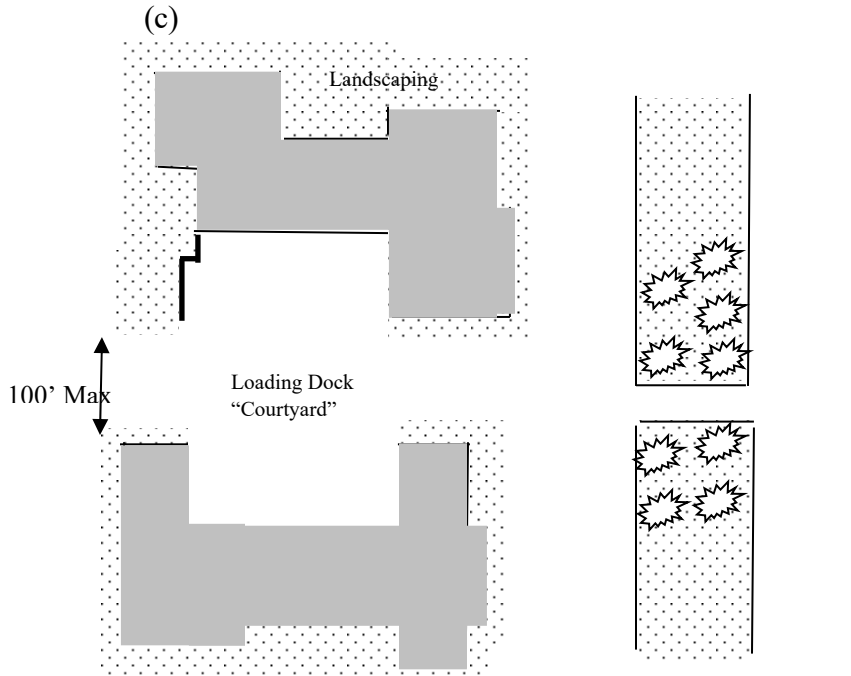 (c)
Landscaping
100’ Max
Loading Dock
“Courtyard”